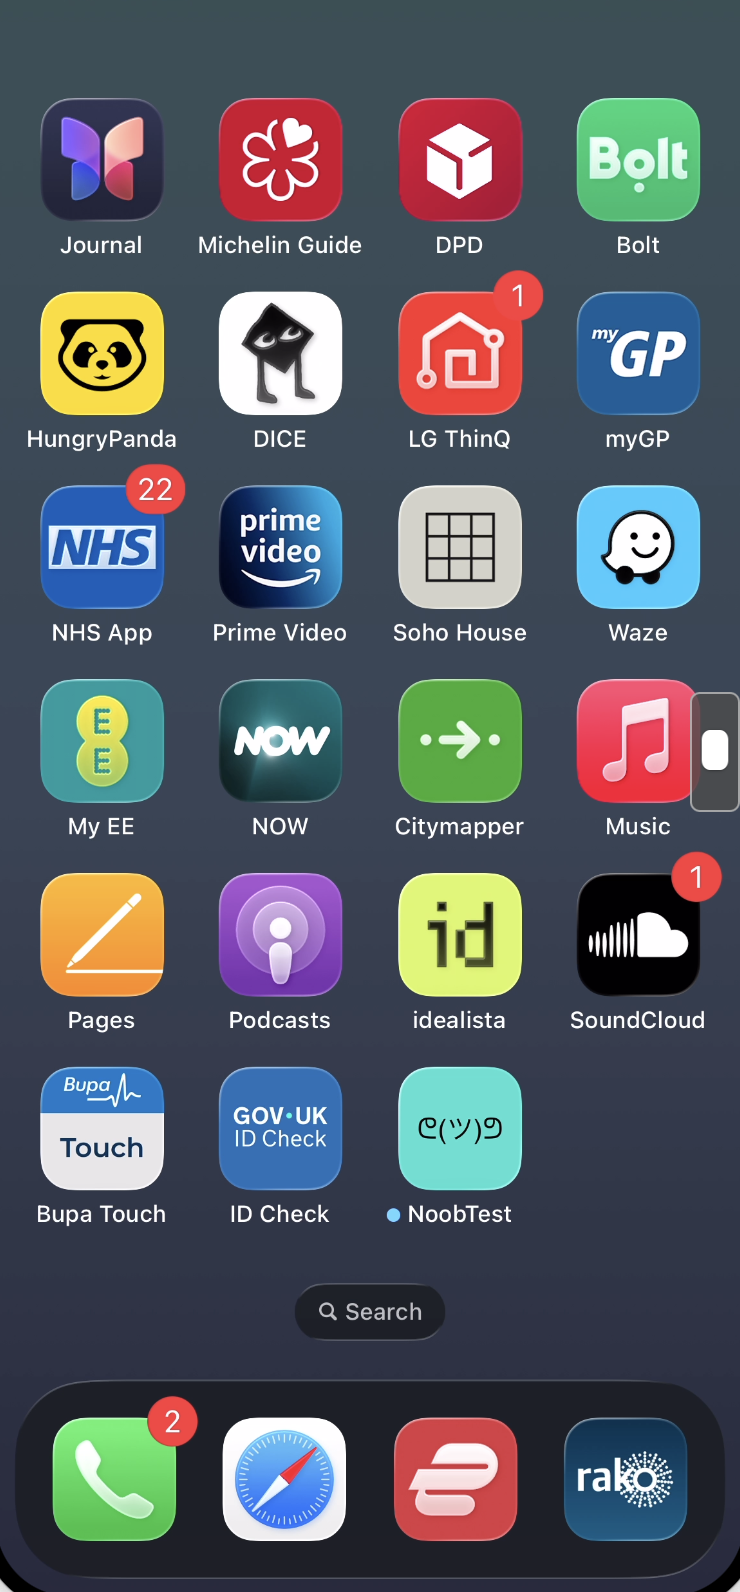 Journal
Michelin Guide
DPD
Bolt
Bolt
1
my
GP
HungryPanda
DICE
LG ThinQ
myGP
22
NHS
prime
video
NHS App
Prime Video
Soho House
Waze
E
E
NOW
My EE
NOW
Citymapper
Music
1
id
Pages
Podcasts
idealista
SoundCloud
Bupa
Touch
GOV·UK
ID Check
ᘓ(ツ)ᘐ
Bupa Touch
ID Check
NoobTest
Search
2
rako